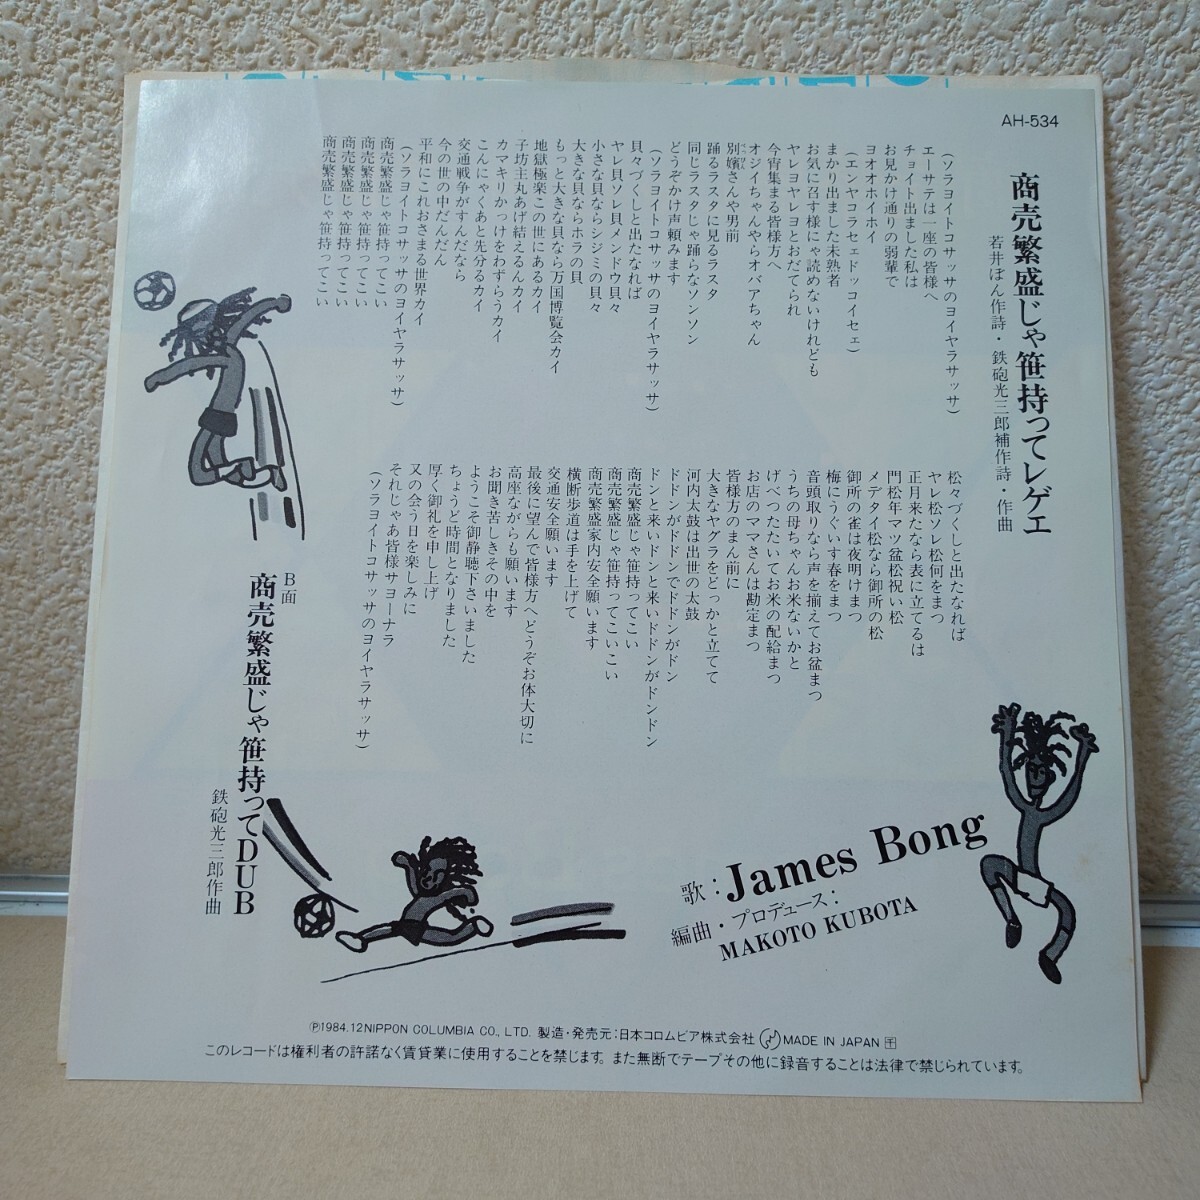 AH-534
商売繁盛じゃ笹持ってレゲエ
若井ぼん作詩・鉄砲光三郎補作詩・作曲
(ソラヨイトコサッサのヨイヤラサッサ)
エーサテは一座の皆様へ
チョイト出ました私は
お見かけ通りの弱輩で
ヨオオホイホイ
(エンヤコラセェドッコイセェ)
まかり出ました未熟者
お気に召す様にゃ読めないけれども
ヤレヨヤレヨとおだてられ
今宵集まる皆様方へ
オジイちゃんやらオバアちゃん
別嬪さんや男前
踊るラスタに見るラスタ
同じラスタじゃ踊らなソンソン
どうぞかけ声頼みます
(ソラヨイトコサッサのヨイヤラサッサ)
貝々づくしと出たなれば
ヤレ貝ソレ貝メンドウ貝々
小さな貝ならシジミの貝々
大きな貝ならホラの貝
もっと大きな貝なら万国博覧会カイ
地獄極楽この世にあるカイ
子坊主丸あげ結えるんカイ
カマキリかっけをわずらうカイ
こんにゃくあと先分るカイ
交通戦争がすんだなら
今の世の中だんだん
平和にこれおさまる世界カイ
(ソラヨイトコサッサのヨイヤラサッサ)
商売繁盛じゃ笹持ってこい
商売繁盛じゃ笹持ってこい
商売繁盛じゃ笹持ってこい
商売繁盛じゃ笹持ってこい
松々づくしと出たなれば
ヤレ松ソレ松何をまつ
正月来たなら表に立てるは
門松年マツ盆松祝い松
メデタイ松なら御所の松
御所の雀は夜明けまつ
梅にうぐいす春をまつ
音頭取りなら声を揃えてお盆まつ
うちの母ちゃんお米ないかと
げべったたいてお米の配給まつ
お店のママさんは勘定まつ
皆様方のまん前に
大きなヤグラをどっかと立てて
河内太鼓は出世の太鼓
ドドンがドドンでドドンがドン
ドンと来いドンと来いドドンがドンドン
商売繁盛じゃ笹持ってこい
商売繁盛じゃ笹持ってこいこい
商売繁盛家内安全願います
横断歩道は手を上げて
交通安全願います
最後に望んで皆様方へどうぞお体大切に
高座ながらも願います
お聞き苦しきその中を
ようこそ御静聴下さいました
ちょうど時間となりました
厚く御礼を申し上げ
又の会う日を楽しみに
それじゃあ皆様サヨーナラ
(ソラヨイトコサッサのヨイヤラサッサ)
B面
商売繁盛じゃ笹持ってDUB
鉄砲光三郎作曲
歌:James Bong
編曲・プロデュース:
MAKOTO KUBOTA
Ⓟ1984.12NIPPON COLUMBIA CO., LTD. 製造・発売元:日本コロムビア株式会社 MADE IN JAPAN
このレコードは権利者の許諾なく賃貸業に使用することを禁じます。また無断でテープその他に録音することは法律で禁じられています。